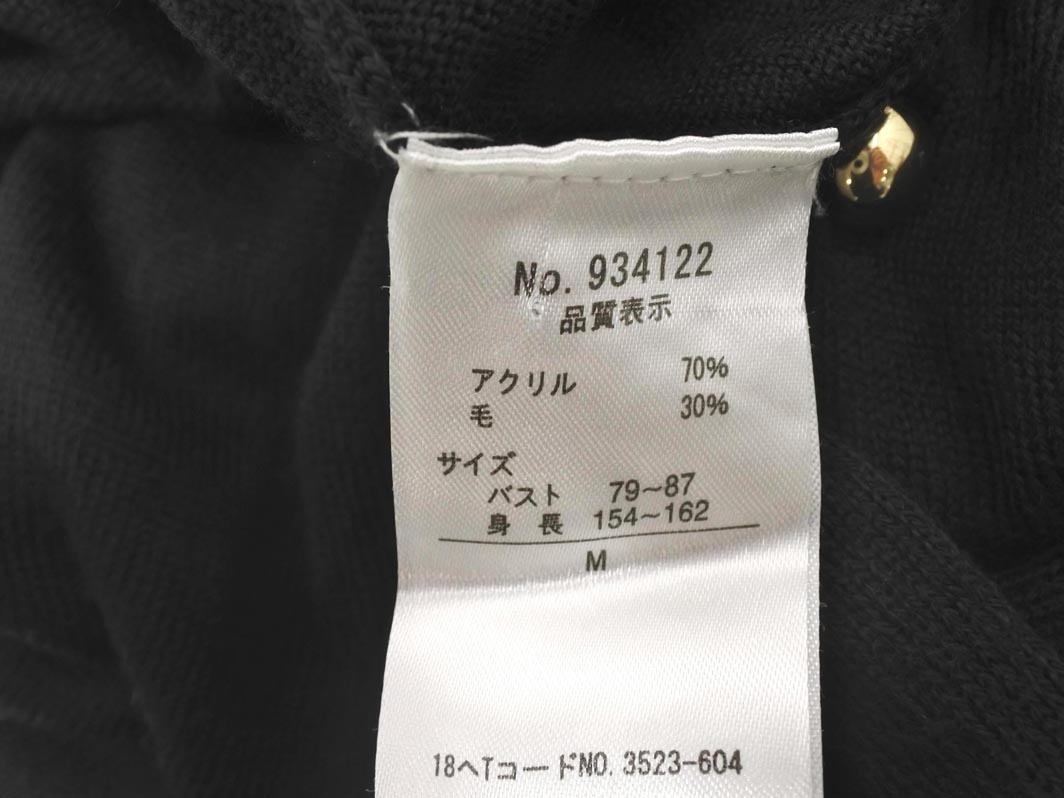 No. 934122
品質表示
アクリル 70%
毛 30%
サイズ
バスト 79～87
身長 154～162
M
18ヘTコードNO. 3523-604